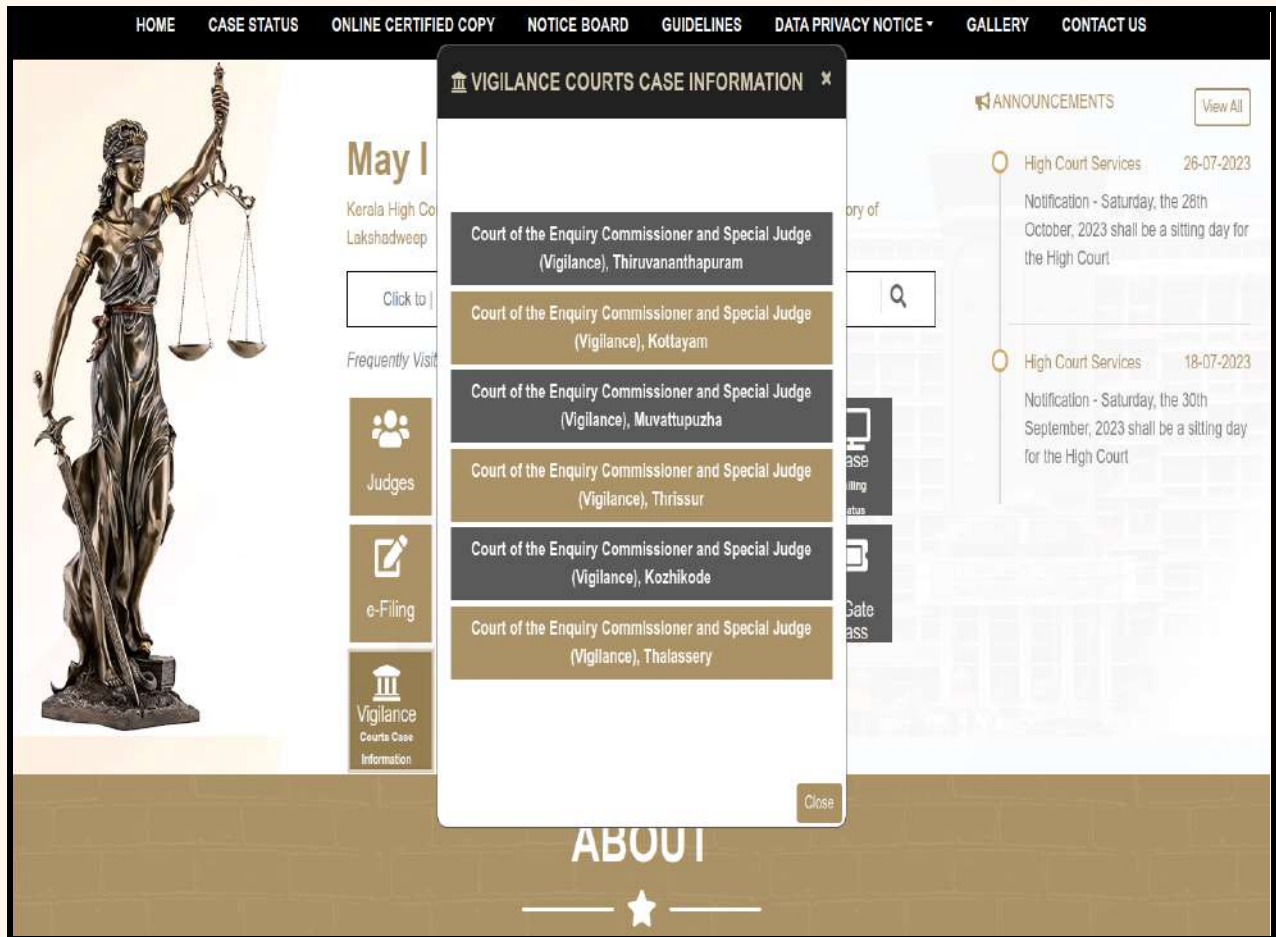 HOME CASE STATUS ONLINE CERTIFIED COPY NOTICE BOARD GUIDELINES DATA PRIVACY NOTICE GALLERY CONTACT US
VIGILANCE COURTS CASE INFORMATION ×
Court of the Enquiry Commissioner and Special Judge
(Vigilance), Thiruvananthapuram
Court of the Enquiry Commissioner and Special Judge
(Vigilance), Kottayam
Court of the Enquiry Commissioner and Special Judge
(Vigilance), Muvattupuzha
Court of the Enquiry Commissioner and Special Judge
(Vigilance), Thrissur
Court of the Enquiry Commissioner and Special Judge
(Vigilance), Kozhikode
Court of the Enquiry Commissioner and Special Judge
(Vigilance), Thalassery
Close
May I
Kerala High
Lakshadweep
Click to |
Frequently
Judges
e-Filing
Vigilance
Courts Case
Information
ANNOUNCEMENTS View All
High Court Services 26-07-2023
Notification - Saturday, the 28th
October, 2023 shall be a sitting day for
the High Court
High Court Services 18-07-2023
Notification - Saturday, the 30th
September, 2023 shall be a sitting day
for the High Court
ABOUT